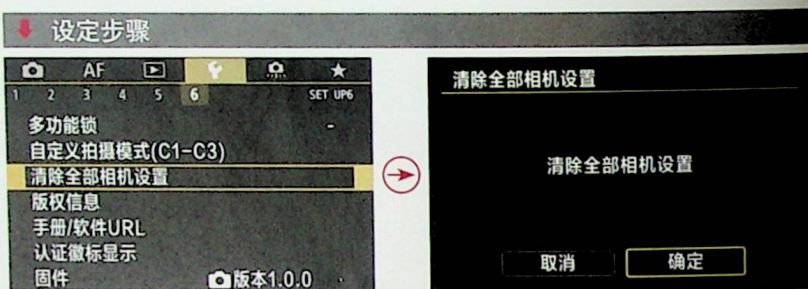 设定步骤
AF
1 2 3 4 5 6 SET UP6
多功能锁 -
自定义拍摄模式(C1-C3)
清除全部相机设置
版权信息
手册/软件URL
认证徽标显示
固件 版本1.0.0
清除全部相机设置
清除全部相机设置
取消 确定